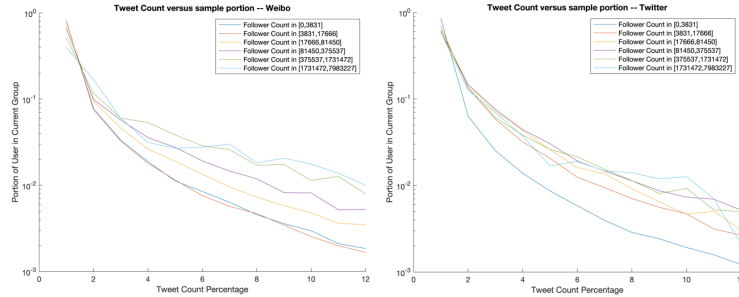 Tweet Count versus sample portion -- Weibo
Follower Count in [0,3831]
Follower Count in [3831,17666]
Follower Count in [17666,81450]
Follower Count in [81450,375537]
Follower Count in [375537,1731472]
Follower Count in [1731472,7983227]
Portion of User in Current Group
10^0
10^-1
10^-2
10^-3
0 2 4 6 8 10 12
Tweet Count Percentage
Tweet Count versus sample portion -- Twitter
Follower Count in [0,3831]
Follower Count in [3831,17666]
Follower Count in [17666,81450]
Follower Count in [81450,375537]
Follower Count in [375537,1731472]
Follower Count in [1731472,7983227]
Portion of User in Current Group
10^0
10^-1
10^-2
10^-3
0 2 4 6 8 10 12
Tweet Count Percentage